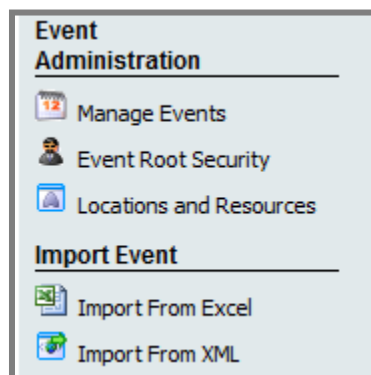 Event
Administration
12
Manage Events
Event Root Security
Locations and Resources
Import Event
Import From Excel
Import From XML